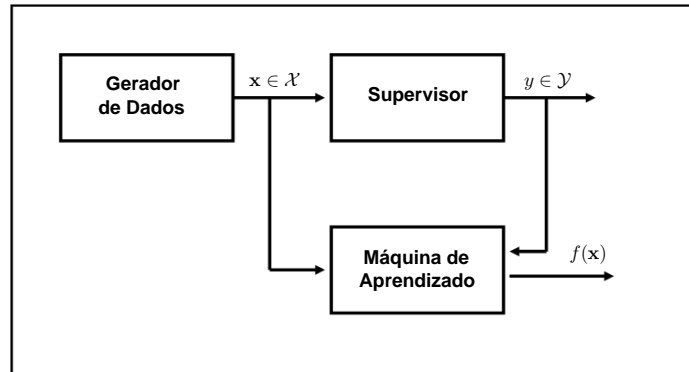 Gerador
de Dados
x ∈ 𝒳
Supervisor
y ∈ 𝒴
Máquina de
Aprendizado
f(x)